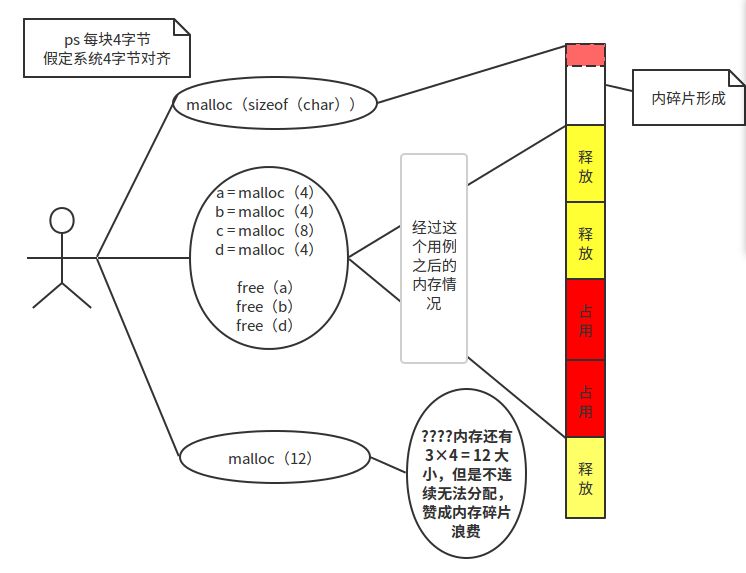 ps 每块4字节
假定系统4字节对齐
malloc（sizeof（char））
内碎片形成
释
放
a = malloc（4）
b = malloc（4）
c = malloc（8）
d = malloc（4）
free（a）
free（b）
free（d）
经过这
个用例
之后的
内存情
况
释
放
占
用
占
用
malloc（12）
????内存还有
3×4 = 12 大
小，但是不连
续无法分配，
赞成内存碎片
浪费
释
放